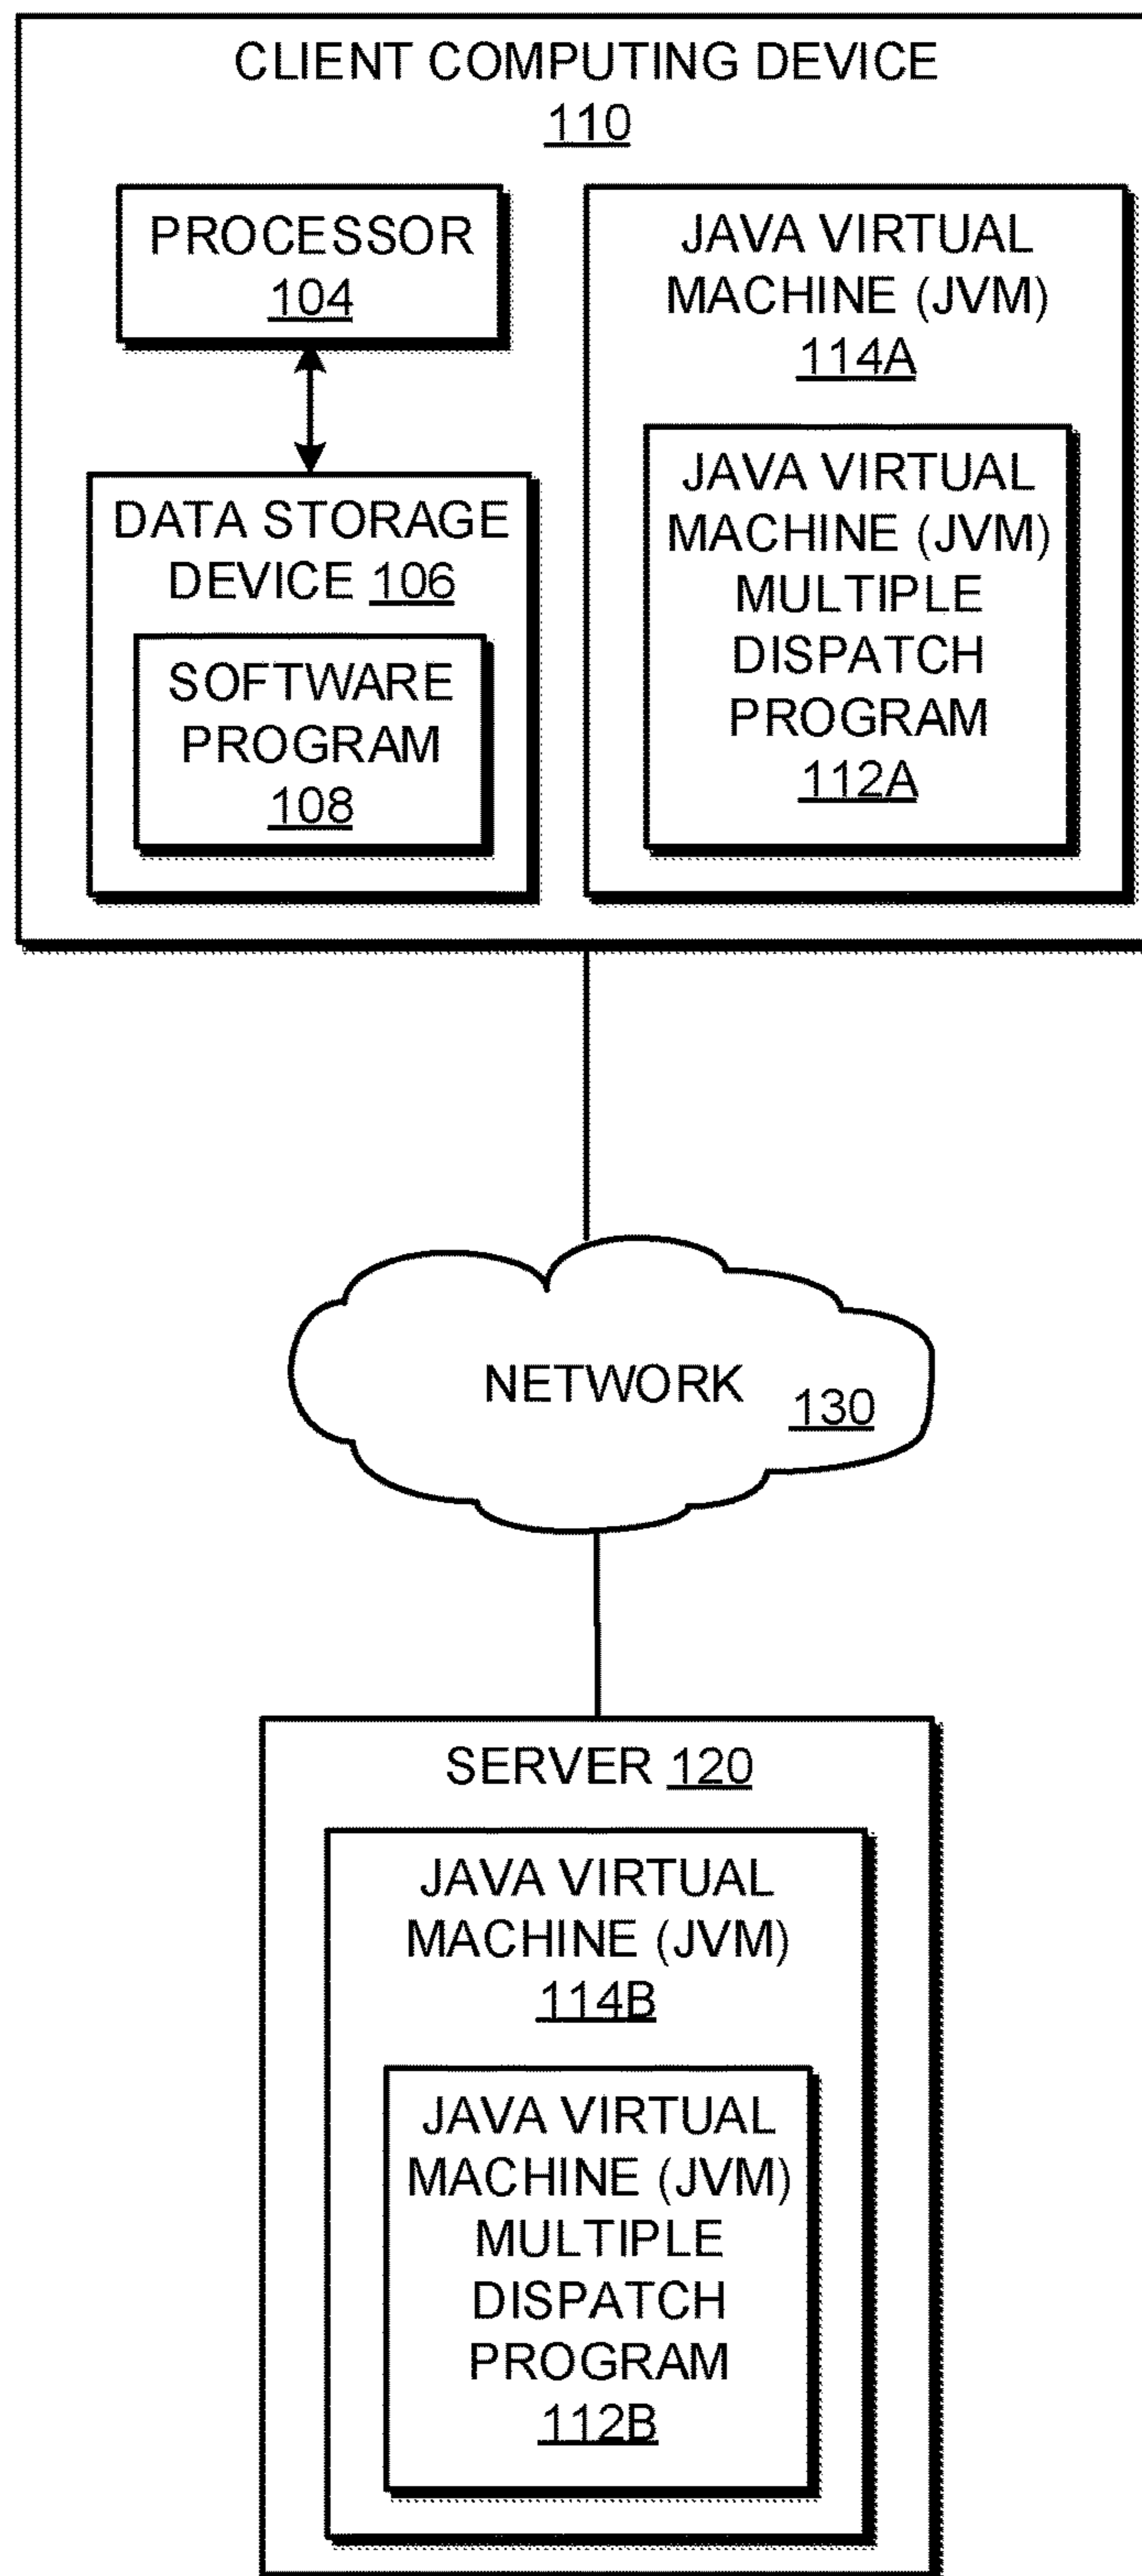 CLIENT COMPUTING DEVICE
110
PROCESSOR
104
DATA STORAGE
DEVICE 106
SOFTWARE
PROGRAM
108
JAVA VIRTUAL
MACHINE (JVM)
114A
JAVA VIRTUAL
MACHINE (JVM)
MULTIPLE
DISPATCH
PROGRAM
112A
NETWORK 130
SERVER 120
JAVA VIRTUAL
MACHINE (JVM)
114B
JAVA VIRTUAL
MACHINE (JVM)
MULTIPLE
DISPATCH
PROGRAM
112B